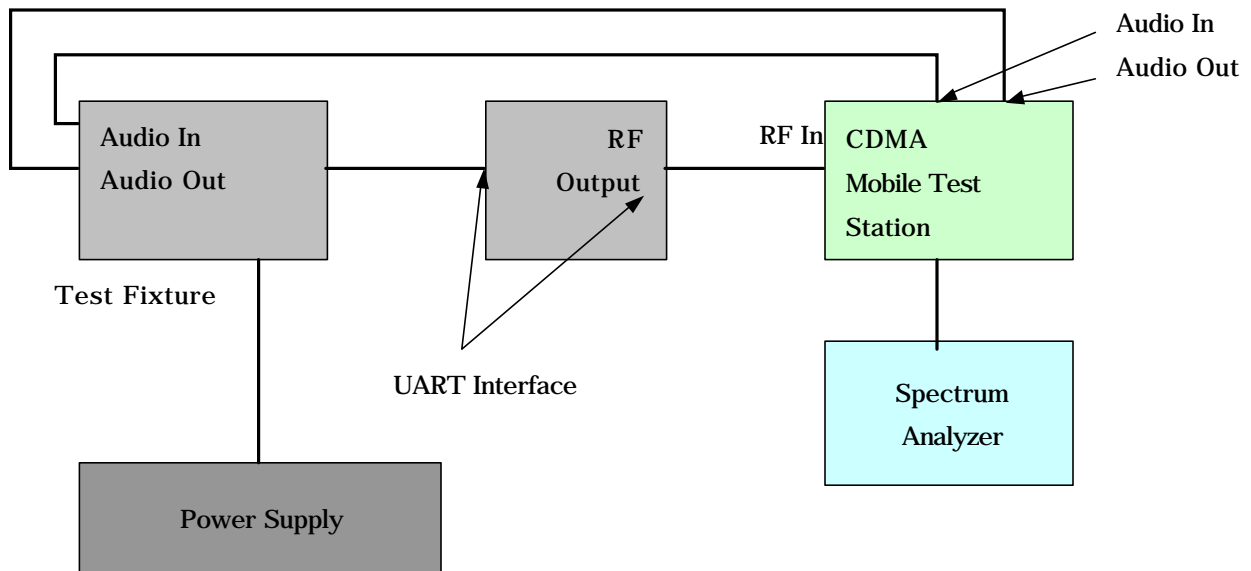 Audio In
Audio Out
Audio In
Audio Out
RF
Output
RF In
CDMA
Mobile Test
Station
Test Fixture
UART Interface
Spectrum
Analyzer
Power Supply